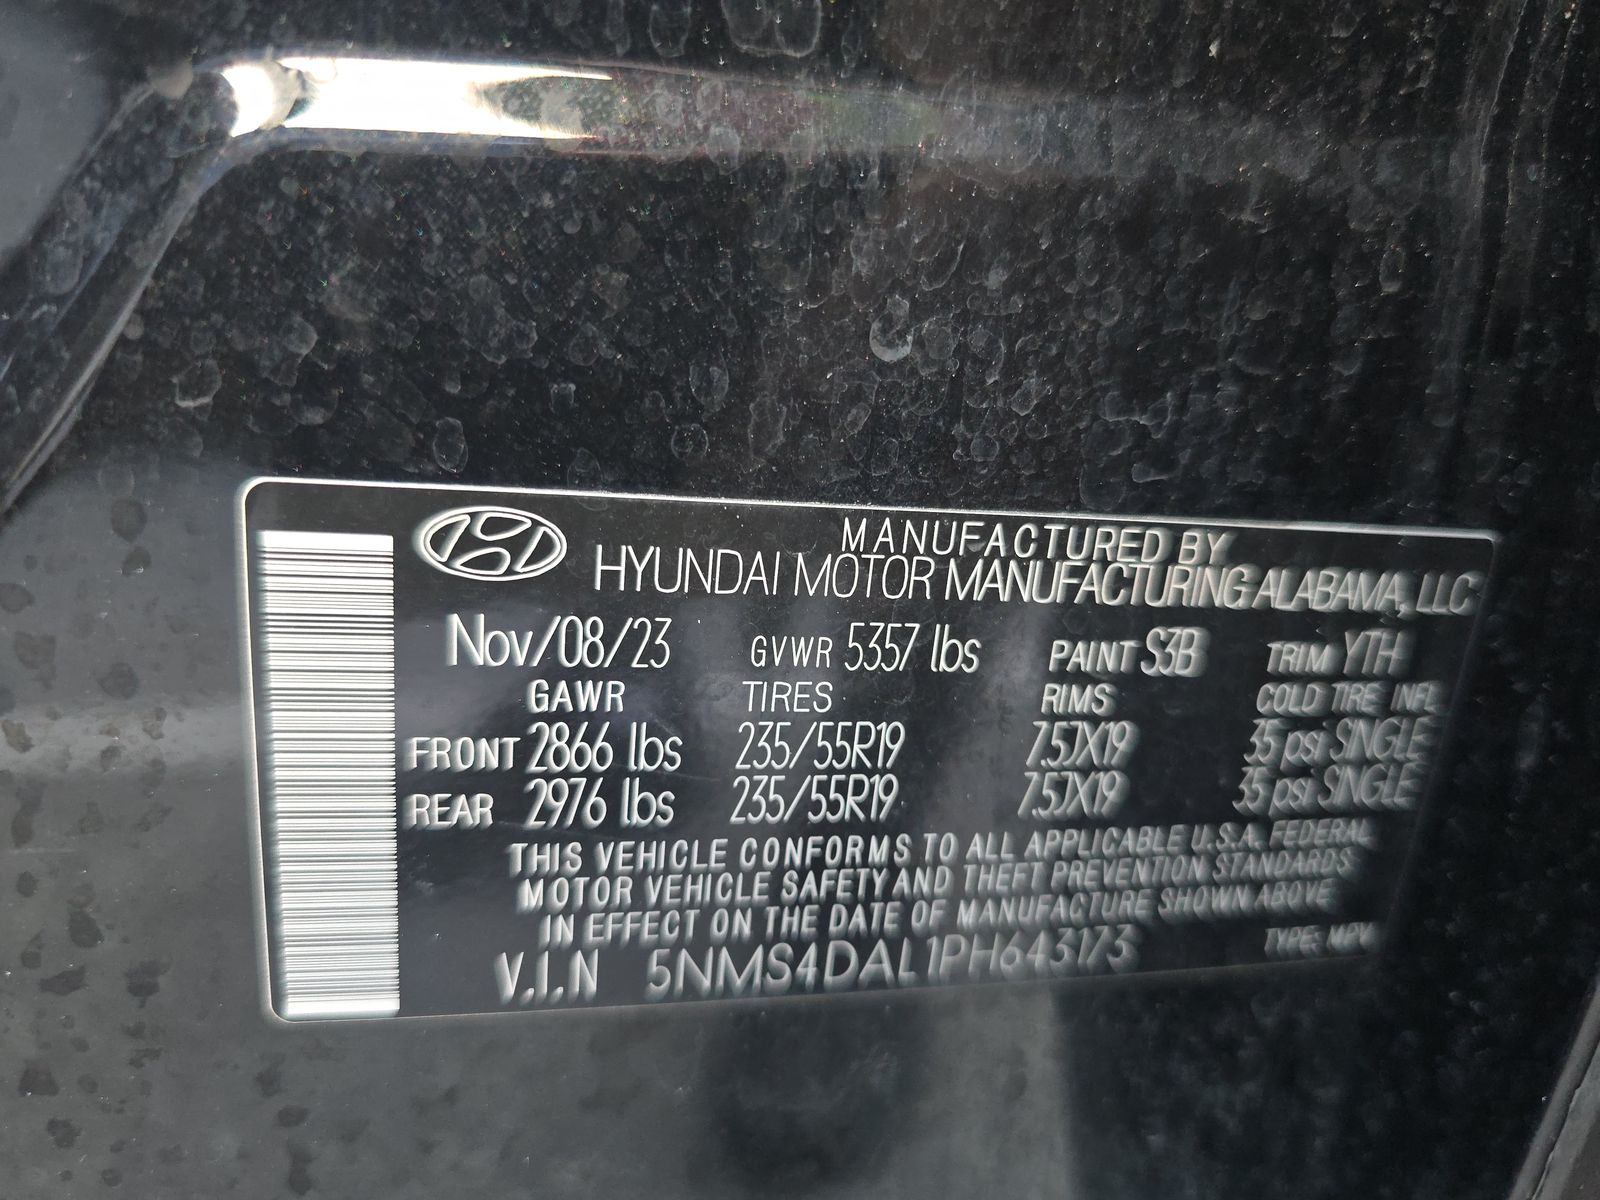 MANUFACTURED BY
HYUNDAI MOTOR MANUFACTURING ALABAMA, LLC
Nov/08/23 GVWR 5357 lbs PAINT S3B TRIM YTH
GAWR TIRES RIMS COLD TIRE INFL
FRONT 2866 lbs 235/55R19 7.5JX19 35 psi SINGLE
REAR 2976 lbs 235/55R19 7.5JX19 35 psi SINGLE
THIS VEHICLE CONFORMS TO ALL APPLICABLE U.S.A. FEDERAL
MOTOR VEHICLE SAFETY AND THEFT PREVENTION STANDARDS
IN EFFECT ON THE DATE OF MANUFACTURE SHOWN ABOVE
V.I.N 5NMS4DAL1PH643173 TYPE: MPV